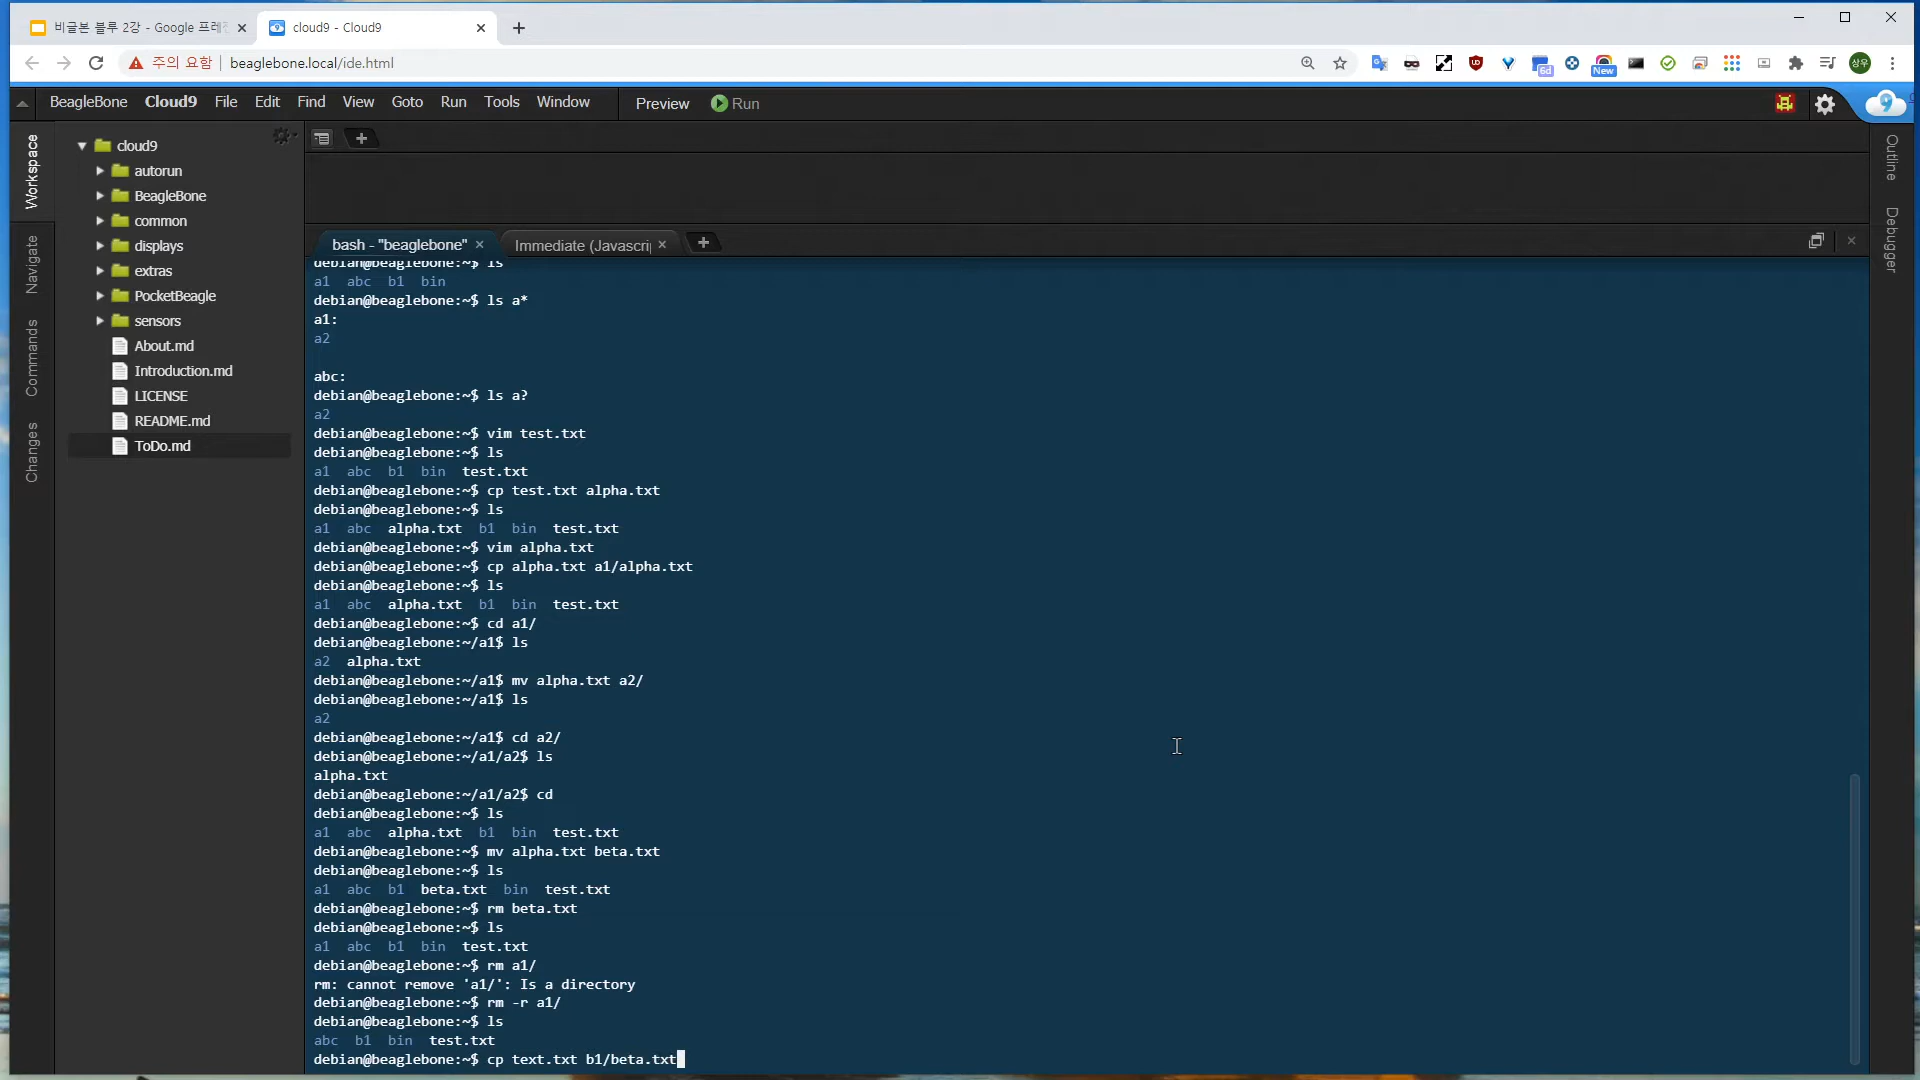 비글본 블루 2강 - Google 프레
cloud9 - Cloud9
주의 요함
beaglebone.local/ide.html
6d
New
상우
BeagleBone Cloud9 File Edit Find View Goto Run Tools Window Preview Run
9
Workspace
Navigate
Commands
Changes
cloud9
autorun
BeagleBone
common
displays
extras
PocketBeagle
sensors
About.md
Introduction.md
LICENSE
README.md
ToDo.md
Outline
Debugger
bash - "beaglebone"
Immediate (Javascri
debian@beaglebone:~$ ls
a1 abc b1 bin
debian@beaglebone:~$ ls a*
a1:
a2
abc:
debian@beaglebone:~$ ls a?
a2
debian@beaglebone:~$ vim test.txt
debian@beaglebone:~$ ls
a1 abc b1 bin test.txt
debian@beaglebone:~$ cp test.txt alpha.txt
debian@beaglebone:~$ ls
a1 abc alpha.txt b1 bin test.txt
debian@beaglebone:~$ vim alpha.txt
debian@beaglebone:~$ cp alpha.txt a1/alpha.txt
debian@beaglebone:~$ ls
a1 abc alpha.txt b1 bin test.txt
debian@beaglebone:~$ cd a1/
debian@beaglebone:~/a1$ ls
a2 alpha.txt
debian@beaglebone:~/a1$ mv alpha.txt a2/
debian@beaglebone:~/a1$ ls
a2
debian@beaglebone:~/a1$ cd a2/
debian@beaglebone:~/a1/a2$ ls
alpha.txt
debian@beaglebone:~/a1/a2$ cd
debian@beaglebone:~$ ls
a1 abc alpha.txt b1 bin test.txt
debian@beaglebone:~$ mv alpha.txt beta.txt
debian@beaglebone:~$ ls
a1 abc b1 beta.txt bin test.txt
debian@beaglebone:~$ rm beta.txt
debian@beaglebone:~$ ls
a1 abc b1 bin test.txt
debian@beaglebone:~$ rm a1/
rm: cannot remove 'a1/': Is a directory
debian@beaglebone:~$ rm -r a1/
debian@beaglebone:~$ ls
abc b1 bin test.txt
debian@beaglebone:~$ cp text.txt b1/beta.txt